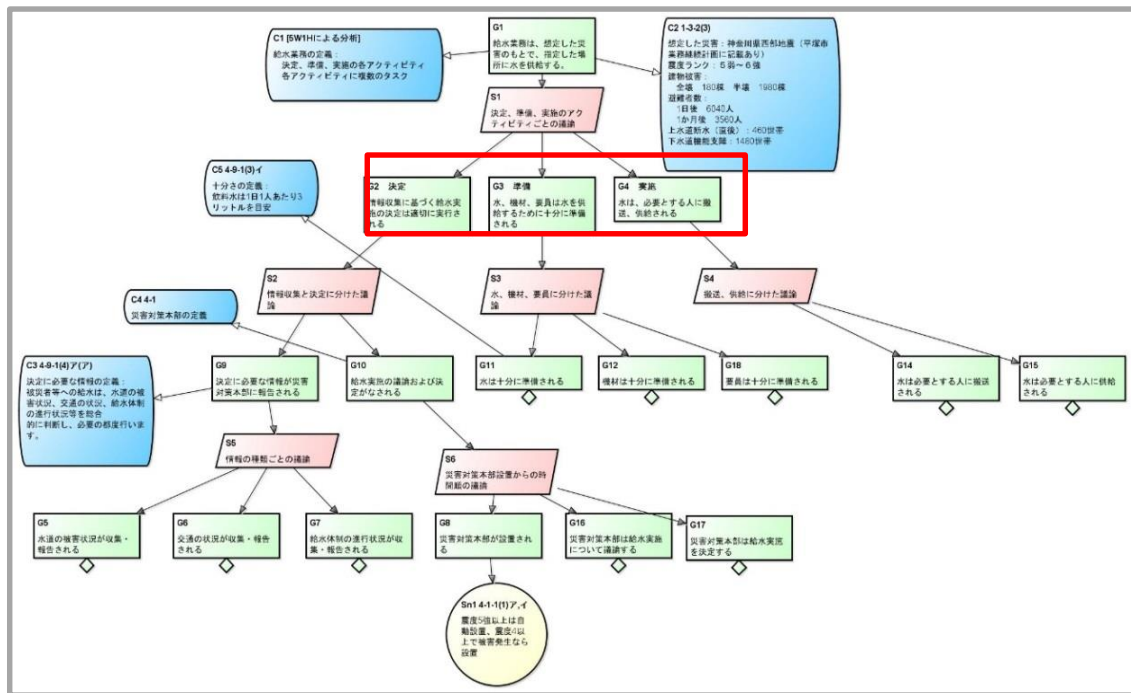 G1
給水業務は、想定した災
害のもとで、指定した場
所に水を供給する。
C1 [5W1Hによる分析]
給水業務の定義:
決定、準備、実施の各アクティビティ
各アクティビティに複数のタスク
C2 1-3-2(3)
想定した災害:神奈川県西部地震(平塚市
業務継続計画に記載あり)
震度ランク:5弱~6強
建物被害:
全壊 180棟 半壊 1980棟
避難者数:
1日後 6040人
1か月後 3560人
上水道断水(直後):460世帯
下水道機能支障:1460世帯
S1
決定、準備、実施のアク
ティビティごとの議論
C5 4-9-1(3)イ
十分さの定義:
飲料水は1日1人あたり3
リットルを目安
G2 決定
情報収集に基づく給水実
施の決定は適切に実行さ
れる
G3 準備
水、機材、要員は水を供
給するために十分に準備
される
G4 実施
水は、必要とする人に搬
送、供給される
S2
情報収集と決定に分けた議
論
S3
水、機材、要員に分けた議
論
S4
搬送、供給に分けた議論
C4 4-1
災害対策本部の定義
C3 4-9-1(4)ア(ア)
決定に必要な情報の定義:
被災者等への給水は、水道の被
害状況、交通の状況、給水体制
の進行状況等を総合
的に判断し、必要の都度行いま
す。
G9
決定に必要な情報が災害
対策本部に報告される
G10
給水実施の議論および決
定がなされる
G11
水は十分に準備される
G12
機材は十分に準備される
G18
要員は十分に準備される
G14
水は必要とする人に搬送
される
G15
水は必要とする人に供給
される
S5
情報の種類ごとの議論
S6
災害対策本部設置からの時
間順の議論
G5
水道の被害状況が収集・
報告される
G6
交通の状況が収集・報告
される
G7
給水体制の進行状況が収
集・報告される
G8
災害対策本部が設置され
る
G16
災害対策本部は給水実施
について議論する
G17
災害対策本部は給水実施
を決定する
Sn1 4-1-1(1)ア,イ
震度5強以上は自
動設置、震度4以
上で被害発生なら
設置